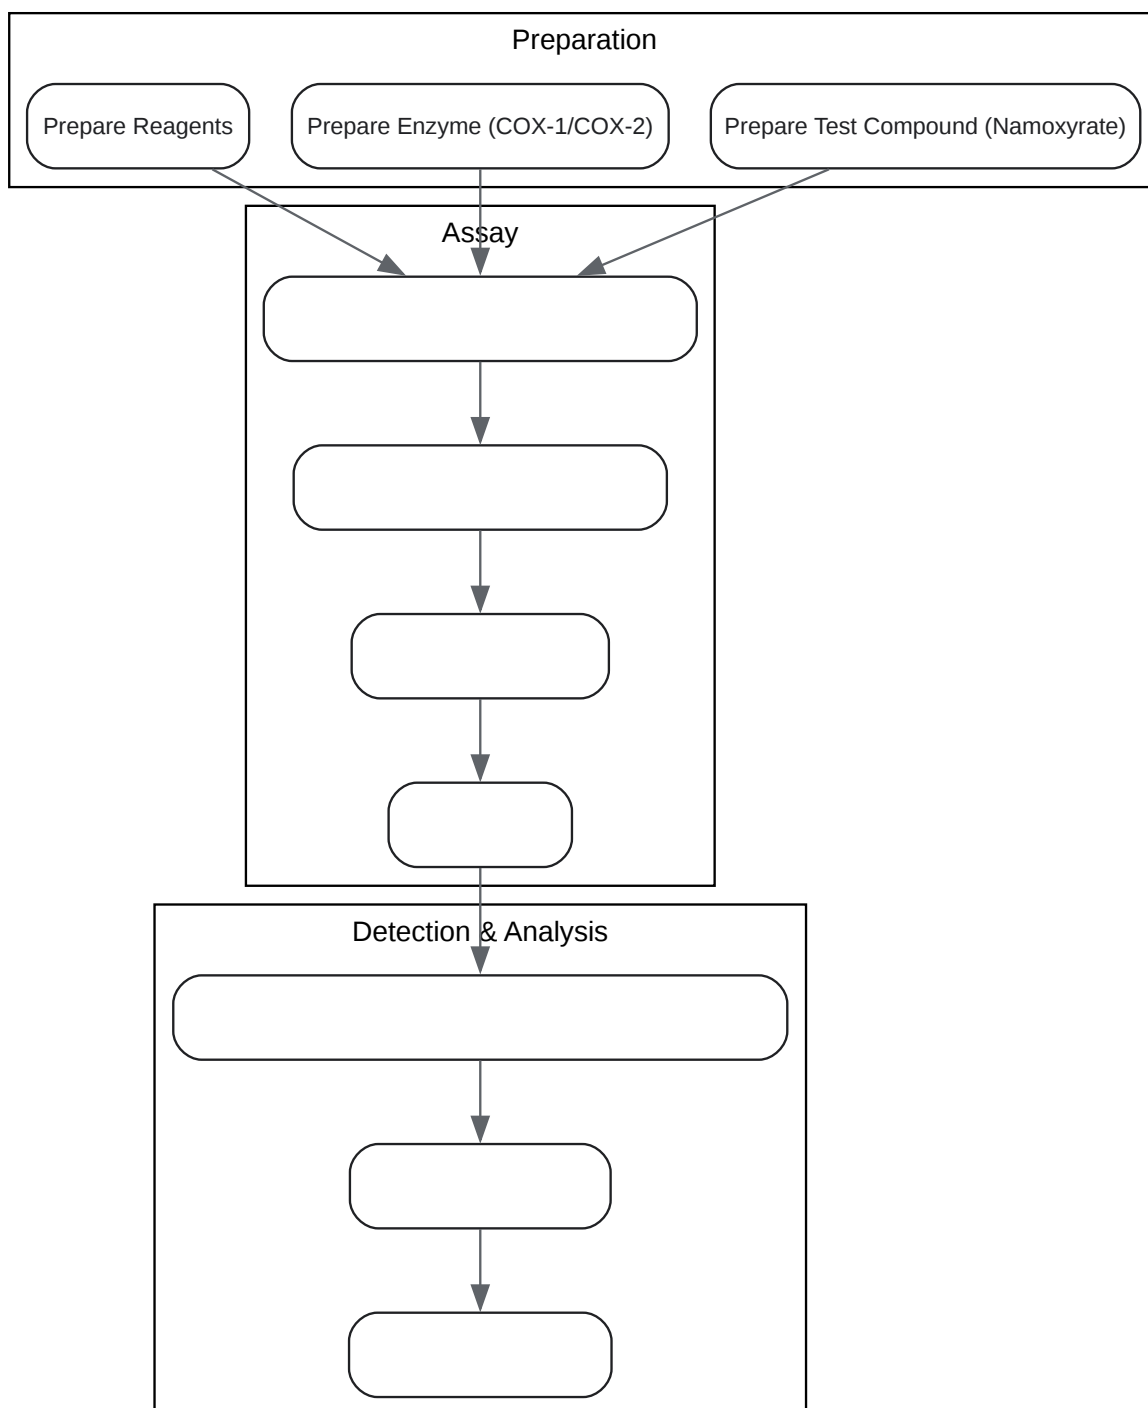 Preparation
Prepare Reagents
Prepare Enzyme (COX-1/COX-2)
Prepare Test Compound (Namoxyrate)
Assay
Detection & Analysis